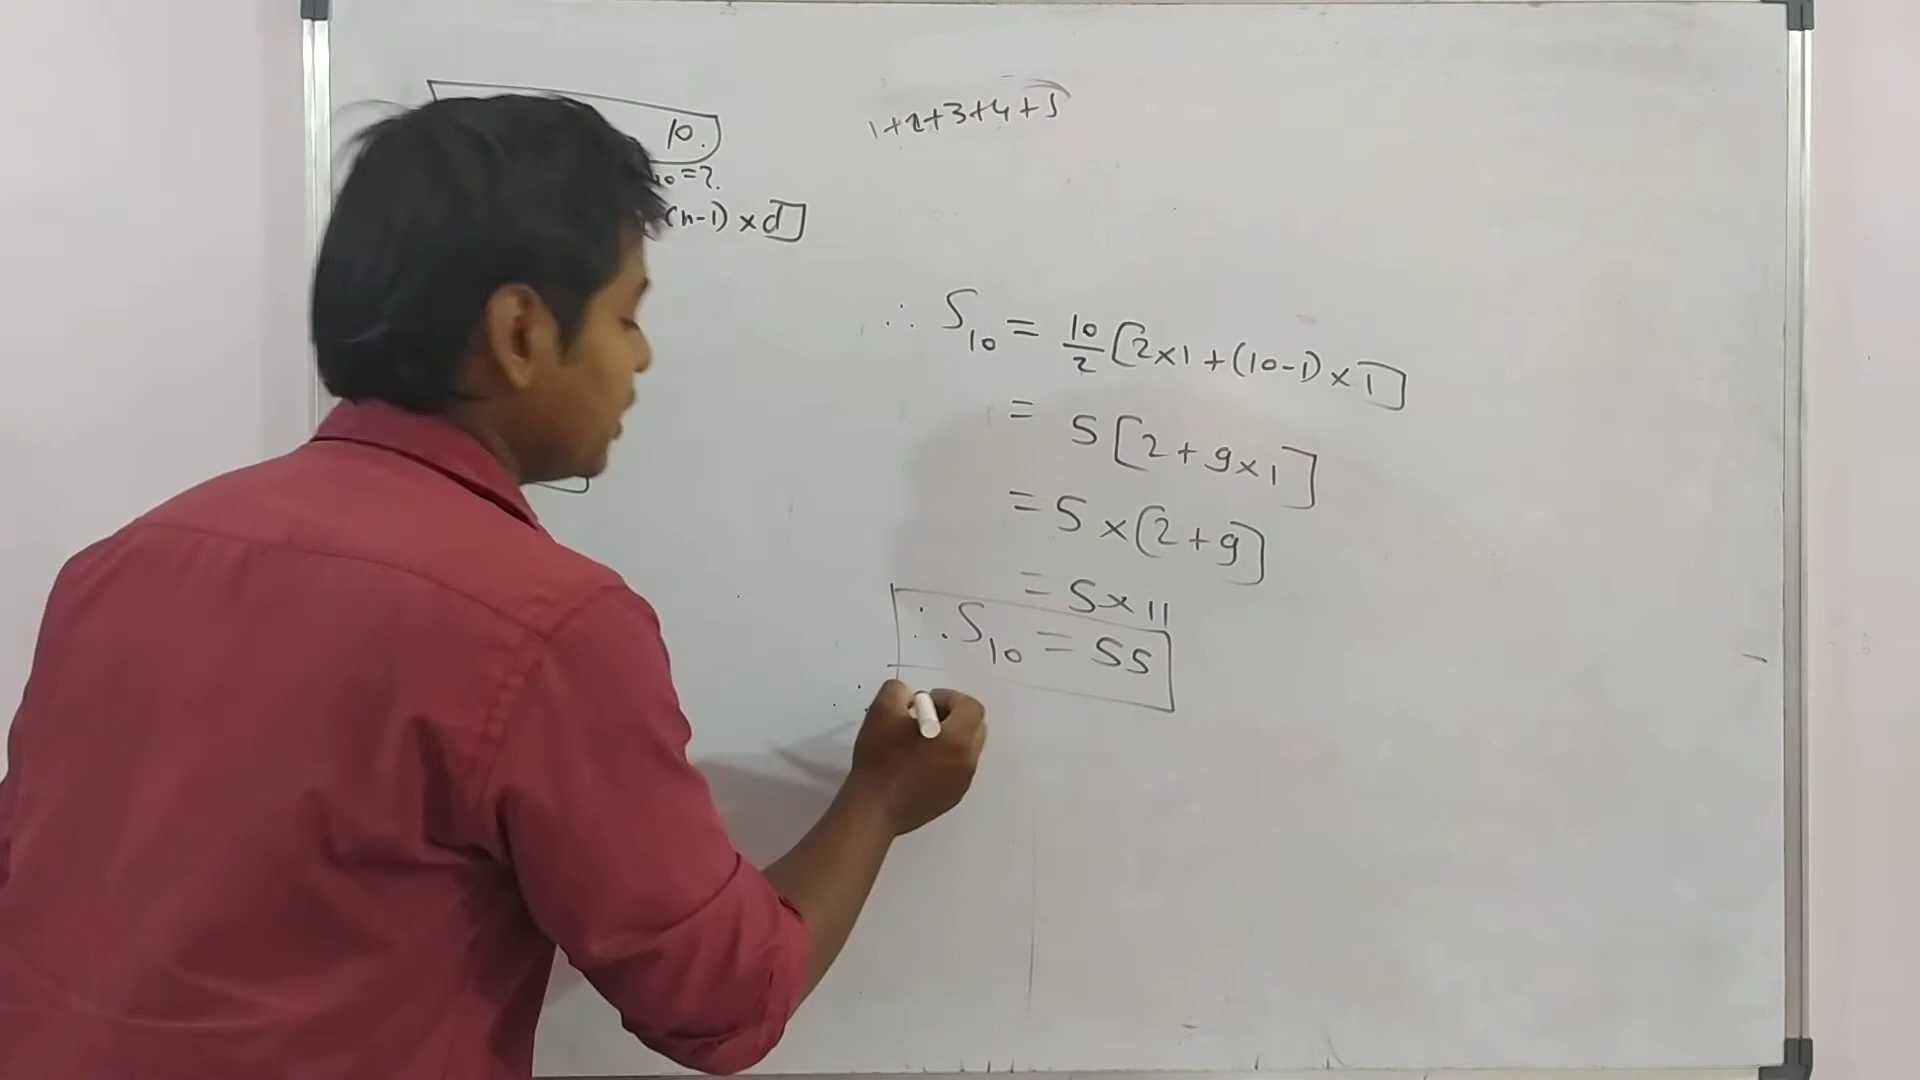 10.
10=?
(n-1)×d]
1+2+3+4+5
∴ S₁₀ = 10/2 [2×1+(10-1)×1]
= 5[2+9×1]
= 5×[2+9]
= 5×11
∴ S₁₀ = 55